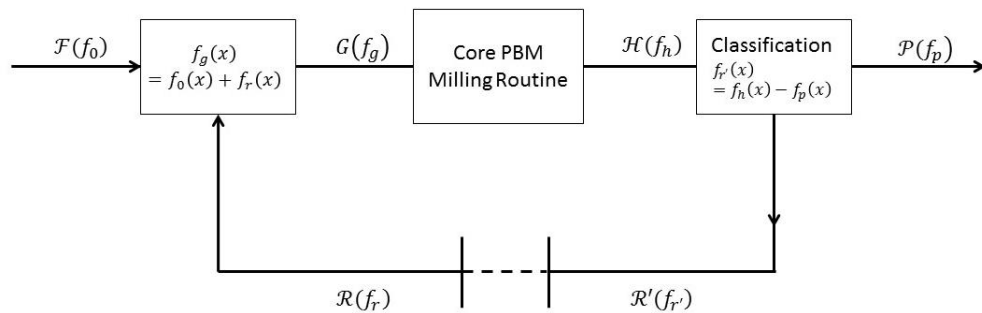 ℱ(f₀)
f_g(x)
= f₀(x) + f_r(x)
G(f_g)
Core PBM
Milling Routine
ℋ(f_h)
Classification
f_r'(x)
= f_h(x) − f_p(x)
𝒫(f_p)
ℛ(f_r)
ℛ'(f_r')